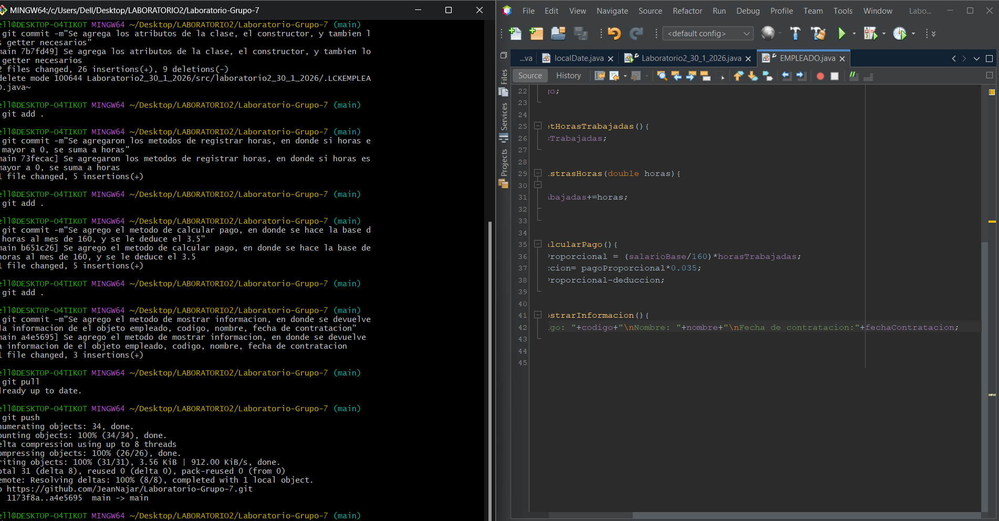 MINGW64:/c/Users/Dell/Desktop/LABORATORIO2/Laboratorio-Grupo-7
ell@DESKTOP-O4TIKOT MINGW64 ~/Desktop/LABORATORIO2/Laboratorio-Grupo-7 (main)
git commit -m"Se agrega los atributos de la clase, el constructor, y tambien l
s getter necesarios"
main 7b7fd49] Se agrega los atributos de la clase, el constructor, y tambien lo
getter necesarios
2 files changed, 26 insertions(+), 9 deletions(-)
delete mode 100644 Laboratorio2_30_1_2026/src/laboratorio2_30_1_2026/.LCKEMPLEA
O.java~
ell@DESKTOP-O4TIKOT MINGW64 ~/Desktop/LABORATORIO2/Laboratorio-Grupo-7 (main)
git add .
ell@DESKTOP-O4TIKOT MINGW64 ~/Desktop/LABORATORIO2/Laboratorio-Grupo-7 (main)
git commit -m"Se agregaron los metodos de registrar horas, en donde si horas e
mayor a 0, se suma a horas"
main 73fecac] Se agregaron los metodos de registrar horas, en donde si horas es
mayor a 0, se suma a horas
1 file changed, 5 insertions(+)
ell@DESKTOP-O4TIKOT MINGW64 ~/Desktop/LABORATORIO2/Laboratorio-Grupo-7 (main)
git add .
ell@DESKTOP-O4TIKOT MINGW64 ~/Desktop/LABORATORIO2/Laboratorio-Grupo-7 (main)
git commit -m"Se agrego el metodo de calcular pago, en donde se hace la base d
horas al mes de 160, y se le deduce el 3.5"
main b651c26] Se agrego el metodo de calcular pago, en donde se hace la base de
horas al mes de 160, y se le deduce el 3.5
1 file changed, 5 insertions(+)
ell@DESKTOP-O4TIKOT MINGW64 ~/Desktop/LABORATORIO2/Laboratorio-Grupo-7 (main)
git add .
ell@DESKTOP-O4TIKOT MINGW64 ~/Desktop/LABORATORIO2/Laboratorio-Grupo-7 (main)
git commit -m"Se agrego el metodo de mostrar informacion, en donde se devuelve
la informacion de el objeto empleado, codigo, nombre, fecha de contratacion"
main a4e5695] Se agrego el metodo de mostrar informacion, en donde se devuelve
a informacion de el objeto empleado, codigo, nombre, fecha de contratacion
1 file changed, 3 insertions(+)
ell@DESKTOP-O4TIKOT MINGW64 ~/Desktop/LABORATORIO2/Laboratorio-Grupo-7 (main)
git pull
lready up to date.
ell@DESKTOP-O4TIKOT MINGW64 ~/Desktop/LABORATORIO2/Laboratorio-Grupo-7 (main)
git push
numerating objects: 34, done.
ounting objects: 100% (34/34), done.
elta compression using up to 8 threads
ompressing objects: 100% (26/26), done.
riting objects: 100% (31/31), 3.56 KiB | 912.00 KiB/s, done.
otal 31 (delta 8), reused 0 (delta 0), pack-reused 0 (from 0)
emote: Resolving deltas: 100% (8/8), completed with 1 local object.
o https://github.com/JeanNajar/Laboratorio-Grupo-7.git
1173f8a..a4e5695  main -> main
ell@DESKTOP-O4TIKOT MINGW64 ~/Desktop/LABORATORIO2/Laboratorio-Grupo-7 (main)
File Edit View Navigate Source Refactor Run Debug Profile Team Tools Window Labo...
<default config>
...va localDate.java Laboratorio2_30_1_2026.java EMPLEADO.java
Source History
Files
Services
Projects
22 go;
23
24
25 etHorasTrabajadas(){
26 sTrabajadas;
27
28
29 istrasHoras(double horas){
30
31 abajadas+=horas;
32
33
34
35 alcularPago(){
36 Proporcional = (salarioBase/160)*horasTrabajadas;
37 ccion= pagoProporcional*0.035;
38 Proporcional-deduccion;
39
40
41 ostrarInformacion(){
42 igo: "+codigo+"\nNombre: "+nombre+"\nFecha de contratacion:"+fechaContratacion;
43
44
45